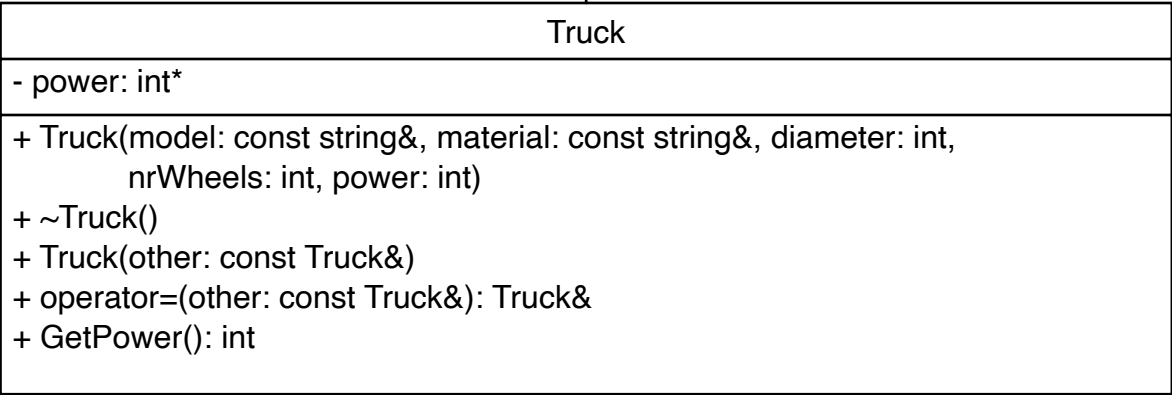 Truck
- power: int*
+ Truck(model: const string&, material: const string&, diameter: int,
nrWheels: int, power: int)
+ ~Truck()
+ Truck(other: const Truck&)
+ operator=(other: const Truck&): Truck&
+ GetPower(): int